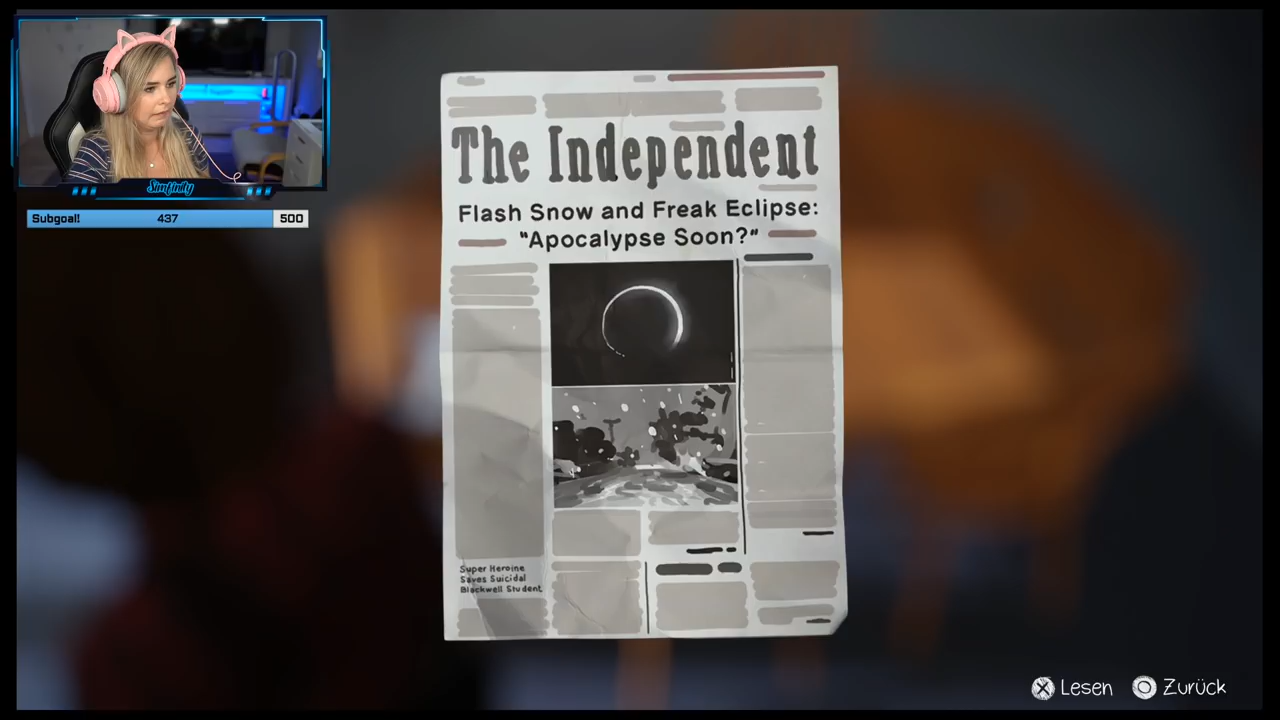 Simfinity
Subgoal! 437 500
The Independent
Flash Snow and Freak Eclipse:
"Apocalypse Soon?"
Super Heroine
Saves Suicidal
Blackwell Student
Lesen Zurück